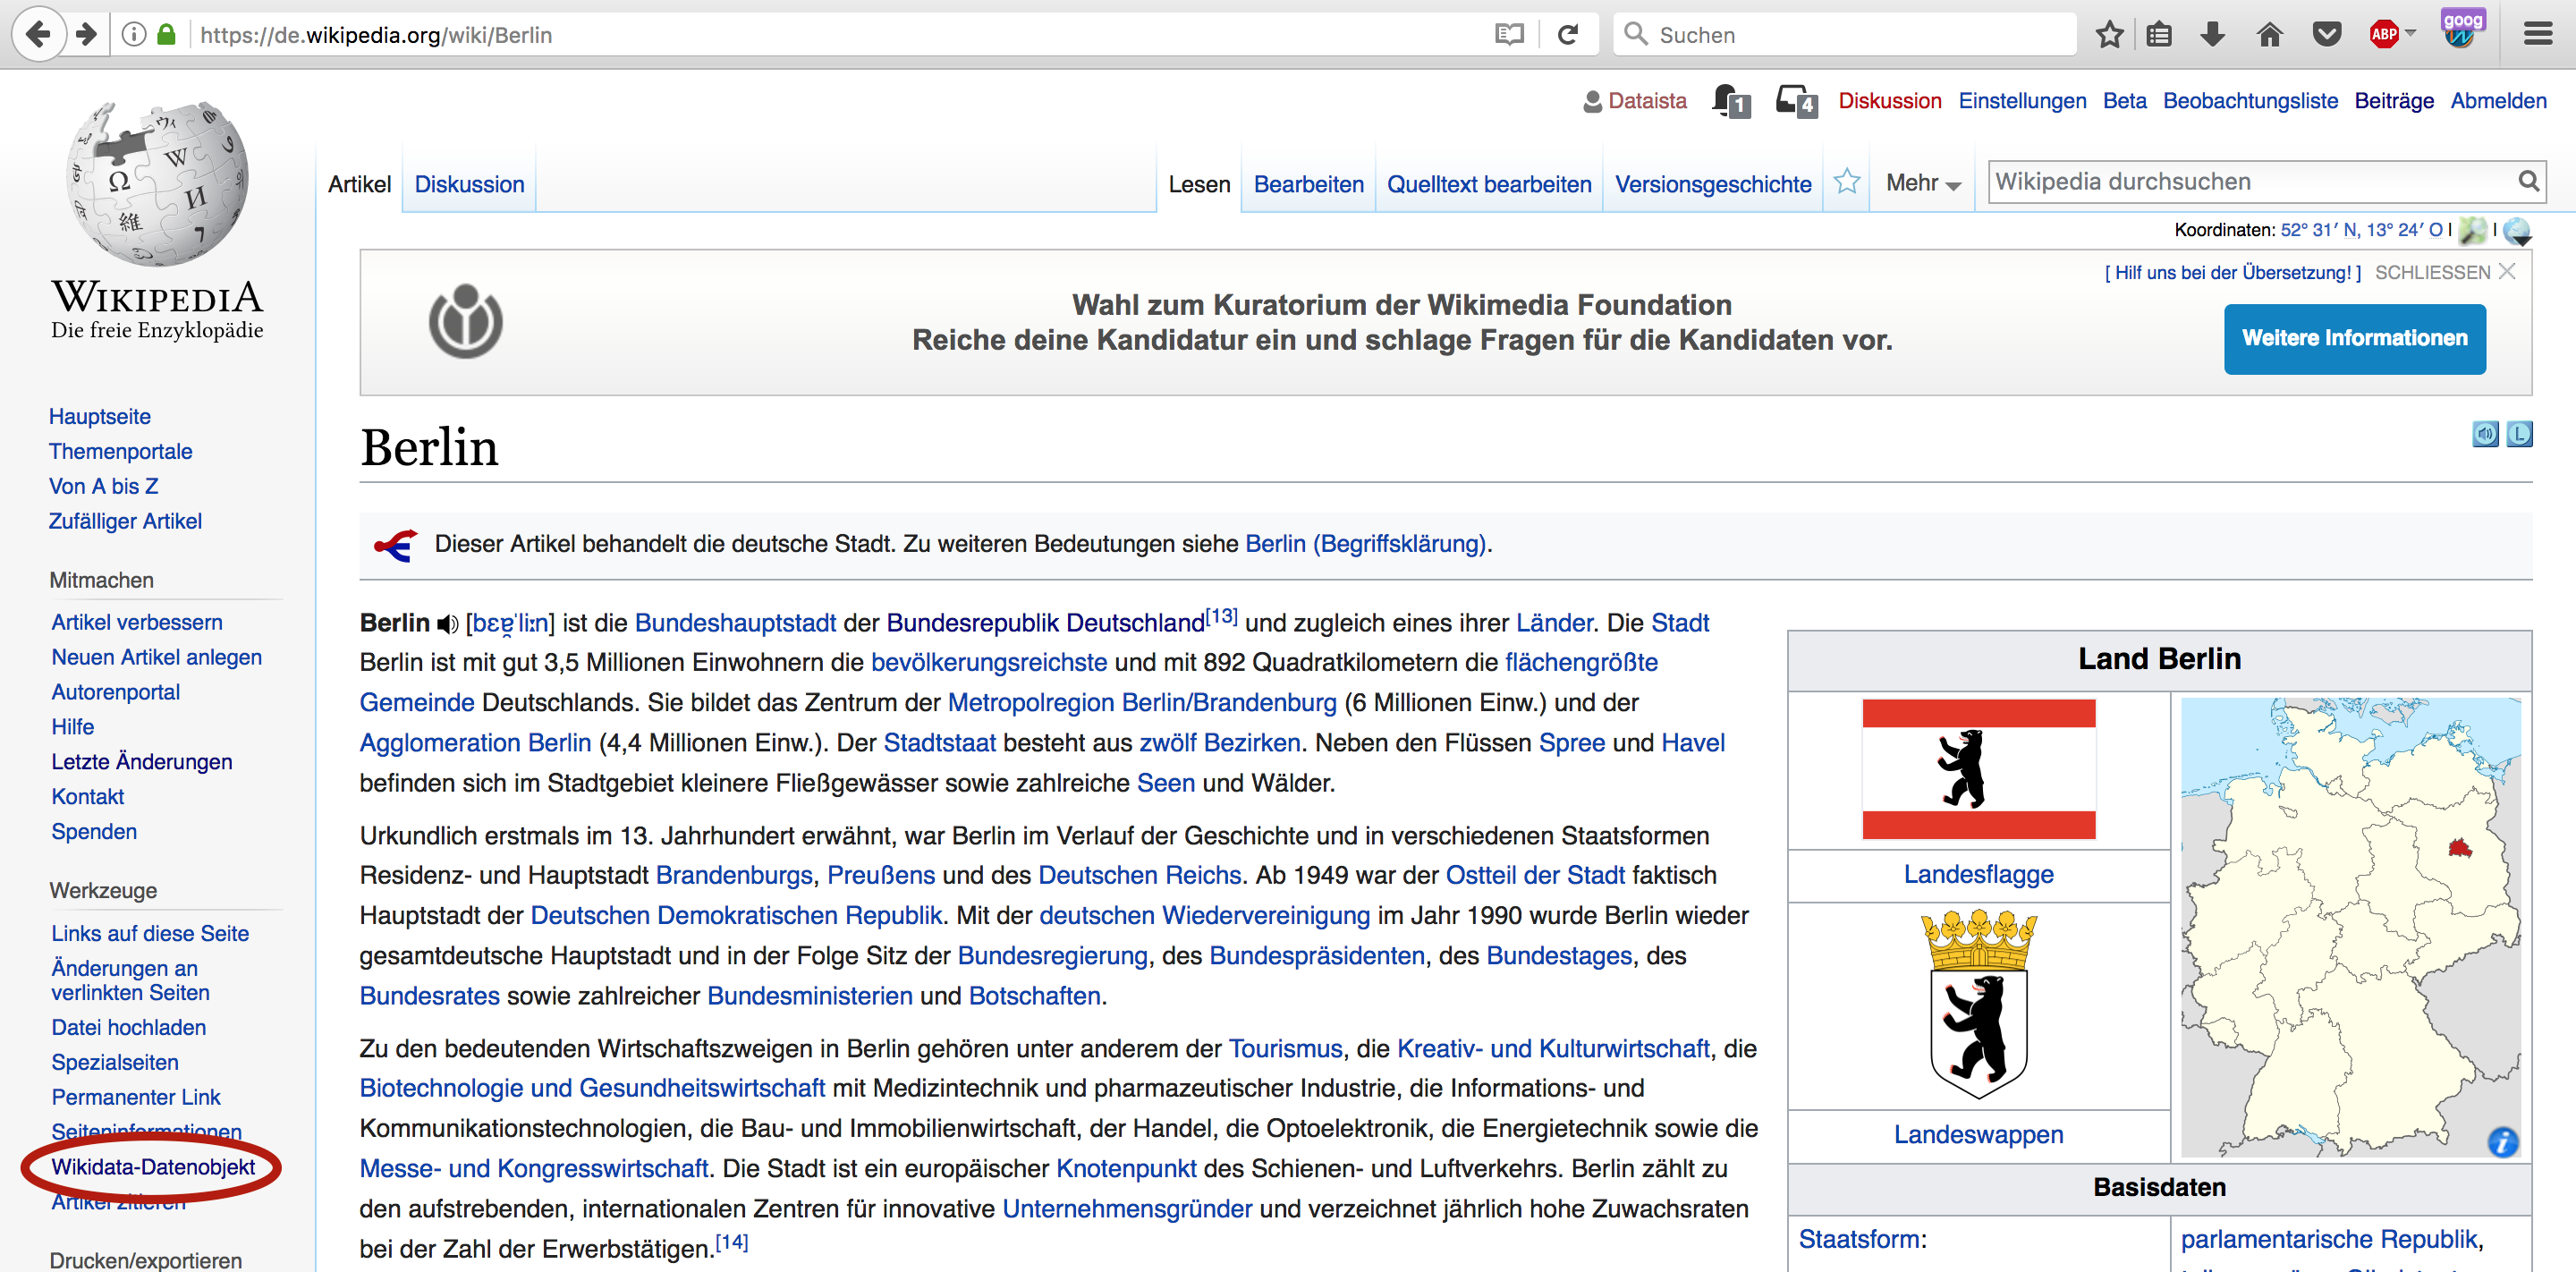 https://de.wikipedia.org/wiki/Berlin
Suchen
ABP
goog
Dataista
1
4
Diskussion
Einstellungen
Beta
Beobachtungsliste
Beiträge
Abmelden
WIKIPEDIA
Die freie Enzyklopädie
Artikel
Diskussion
Lesen
Bearbeiten
Quelltext bearbeiten
Versionsgeschichte
Mehr
Wikipedia durchsuchen
Koordinaten: 52° 31′ N, 13° 24′ O | |
[ Hilf uns bei der Übersetzung! ] SCHLIESSEN
Wahl zum Kuratorium der Wikimedia Foundation
Reiche deine Kandidatur ein und schlage Fragen für die Kandidaten vor.
Weitere Informationen
Hauptseite
Themenportale
Von A bis Z
Zufälliger Artikel
Mitmachen
Artikel verbessern
Neuen Artikel anlegen
Autorenportal
Hilfe
Letzte Änderungen
Kontakt
Spenden
Werkzeuge
Links auf diese Seite
Änderungen an
verlinkten Seiten
Datei hochladen
Spezialseiten
Permanenter Link
Seiteninformationen
Wikidata-Datenobjekt
Artikel zitieren
Drucken/exportieren
Berlin
L
Dieser Artikel behandelt die deutsche Stadt. Zu weiteren Bedeutungen siehe Berlin (Begriffsklärung).
Berlin [bɛɐ̯ˈliːn] ist die Bundeshauptstadt der Bundesrepublik Deutschland[13] und zugleich eines ihrer Länder. Die Stadt
Berlin ist mit gut 3,5 Millionen Einwohnern die bevölkerungsreichste und mit 892 Quadratkilometern die flächengrößte
Gemeinde Deutschlands. Sie bildet das Zentrum der Metropolregion Berlin/Brandenburg (6 Millionen Einw.) und der
Agglomeration Berlin (4,4 Millionen Einw.). Der Stadtstaat besteht aus zwölf Bezirken. Neben den Flüssen Spree und Havel
befinden sich im Stadtgebiet kleinere Fließgewässer sowie zahlreiche Seen und Wälder.
Urkundlich erstmals im 13. Jahrhundert erwähnt, war Berlin im Verlauf der Geschichte und in verschiedenen Staatsformen
Residenz- und Hauptstadt Brandenburgs, Preußens und des Deutschen Reichs. Ab 1949 war der Ostteil der Stadt faktisch
Hauptstadt der Deutschen Demokratischen Republik. Mit der deutschen Wiedervereinigung im Jahr 1990 wurde Berlin wieder
gesamtdeutsche Hauptstadt und in der Folge Sitz der Bundesregierung, des Bundespräsidenten, des Bundestages, des
Bundesrates sowie zahlreicher Bundesministerien und Botschaften.
Zu den bedeutenden Wirtschaftszweigen in Berlin gehören unter anderem der Tourismus, die Kreativ- und Kulturwirtschaft, die
Biotechnologie und Gesundheitswirtschaft mit Medizintechnik und pharmazeutischer Industrie, die Informations- und
Kommunikationstechnologien, die Bau- und Immobilienwirtschaft, der Handel, die Optoelektronik, die Energietechnik sowie die
Messe- und Kongresswirtschaft. Die Stadt ist ein europäischer Knotenpunkt des Schienen- und Luftverkehrs. Berlin zählt zu
den aufstrebenden, internationalen Zentren für innovative Unternehmensgründer und verzeichnet jährlich hohe Zuwachsraten
bei der Zahl der Erwerbstätigen.[14]
Land Berlin
Landesflagge
Landeswappen
Basisdaten
Staatsform:
parlamentarische Republik,